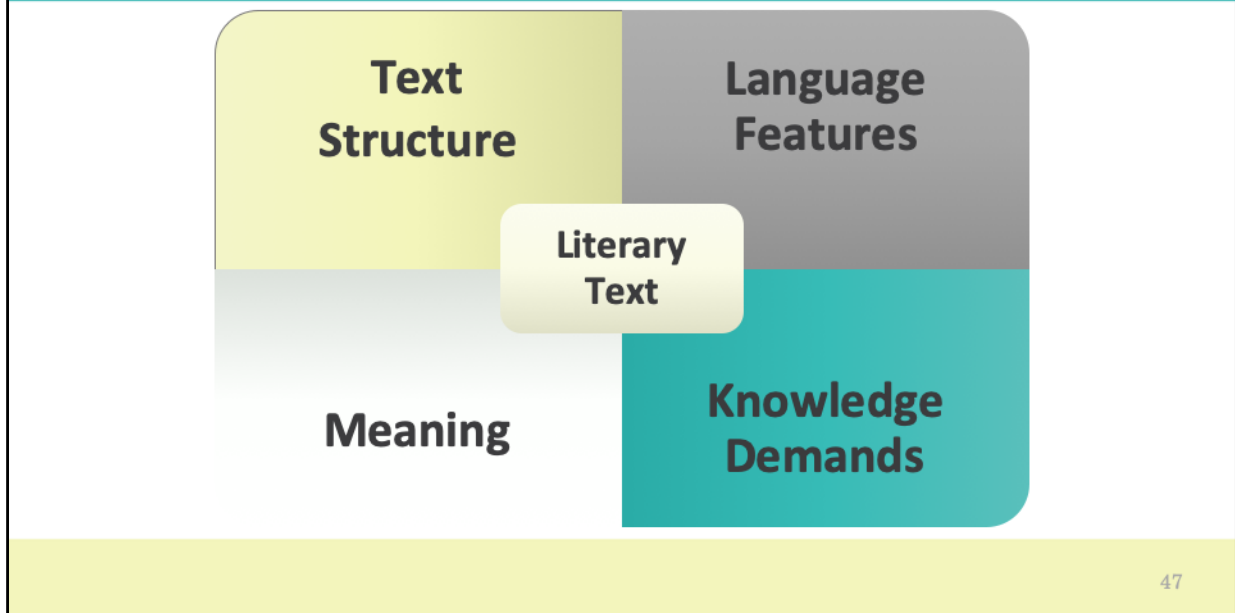 Text
Structure
Language
Features
Literary
Text
Meaning
Knowledge
Demands
47